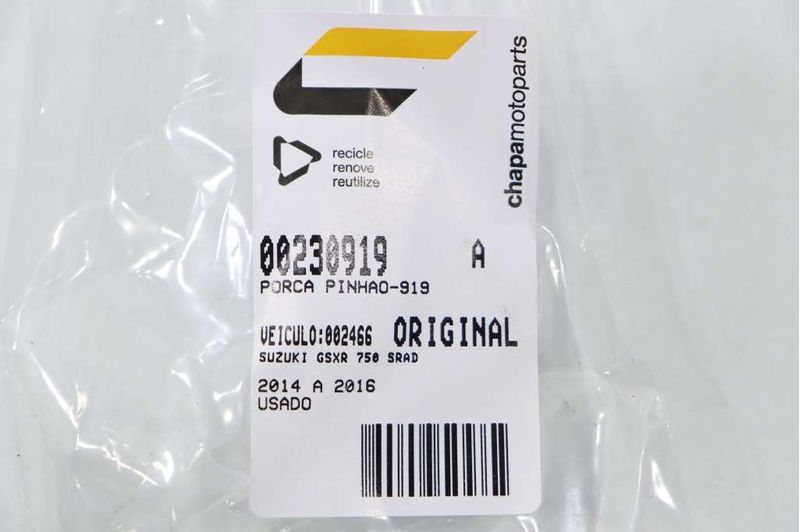 chapamotoparts
recicle
renove
reutilize
00230919 A
PORCA PINHAO-919
VEICULO:002466 ORIGINAL
SUZUKI GSXR 750 SRAD
2014 A 2016
USADO